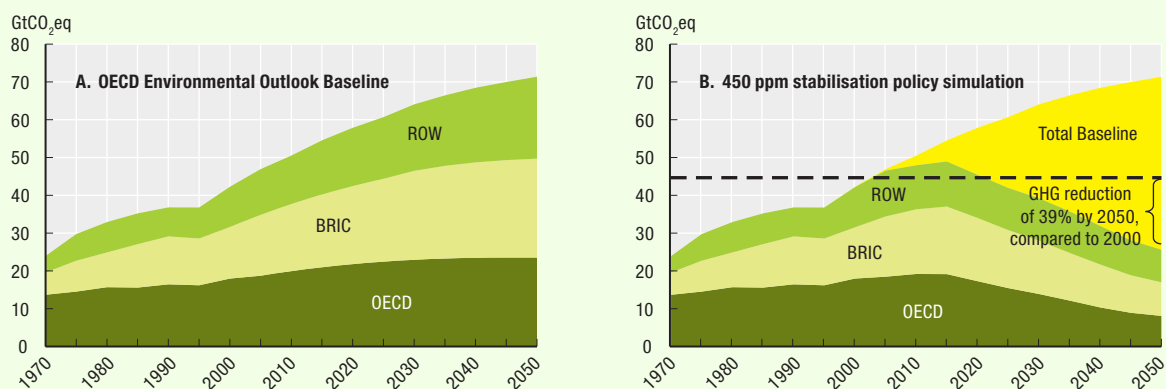 GtCO2eq
80
A. OECD Environmental Outlook Baseline
70
60
50
40
30
20
10
0
ROW
BRIC
OECD
1970
1980
1990
2000
2010
2020
2030
2040
2050
GtCO2eq
80
B. 450 ppm stabilisation policy simulation
70
60
50
40
30
20
10
0
Total Baseline
ROW
GHG reduction
of 39% by 2050,
compared to 2000
BRIC
OECD
1970
1980
1990
2000
2010
2020
2030
2040
2050